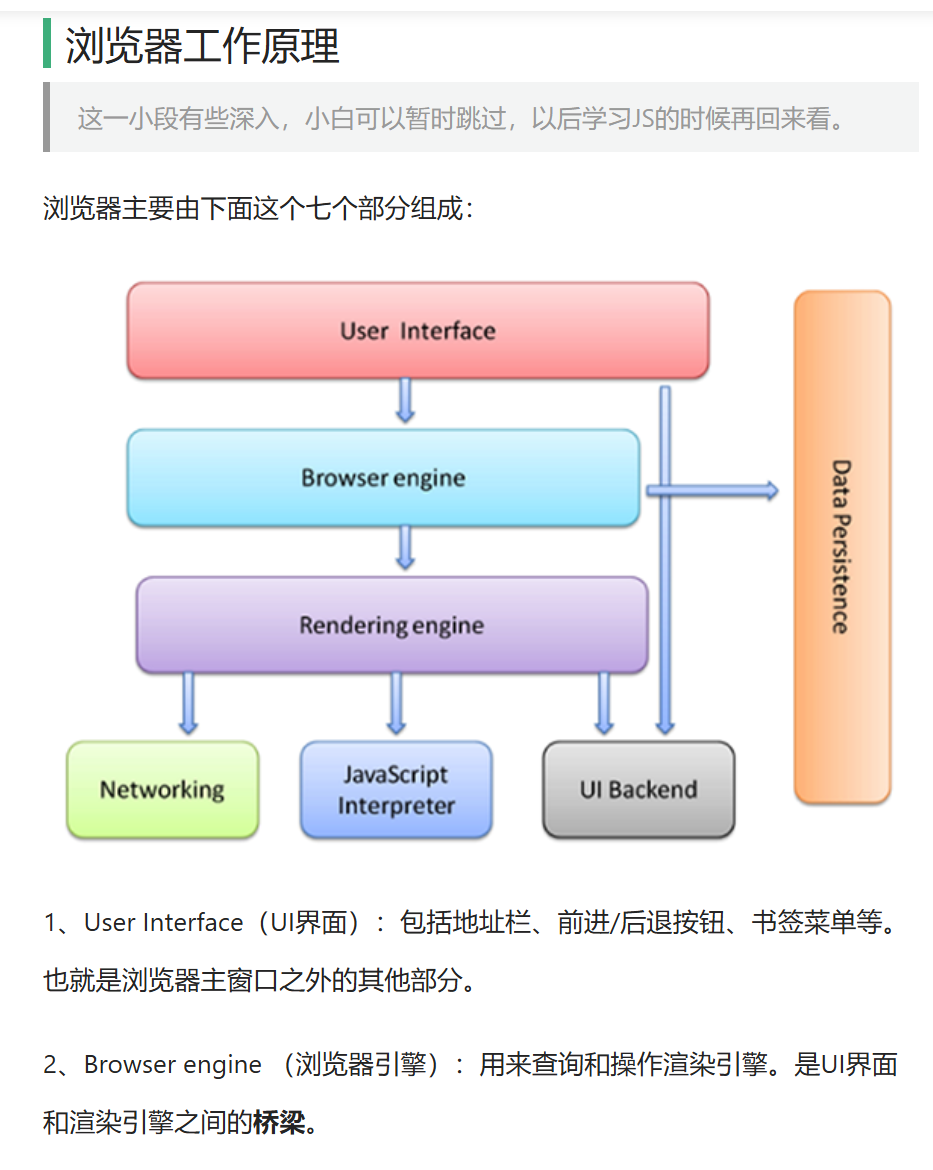 浏览器工作原理
这一小段有些深入，小白可以暂时跳过，以后学习JS的时候再回来看。
浏览器主要由下面这个七个部分组成：
User Interface
Browser engine
Data Persistence
Rendering engine
Networking
JavaScript
Interpreter
UI Backend
1、User Interface（UI界面）：包括地址栏、前进/后退按钮、书签菜单等。
也就是浏览器主窗口之外的其他部分。
2、Browser engine （浏览器引擎）：用来查询和操作渲染引擎。是UI界面
和渲染引擎之间的桥梁。